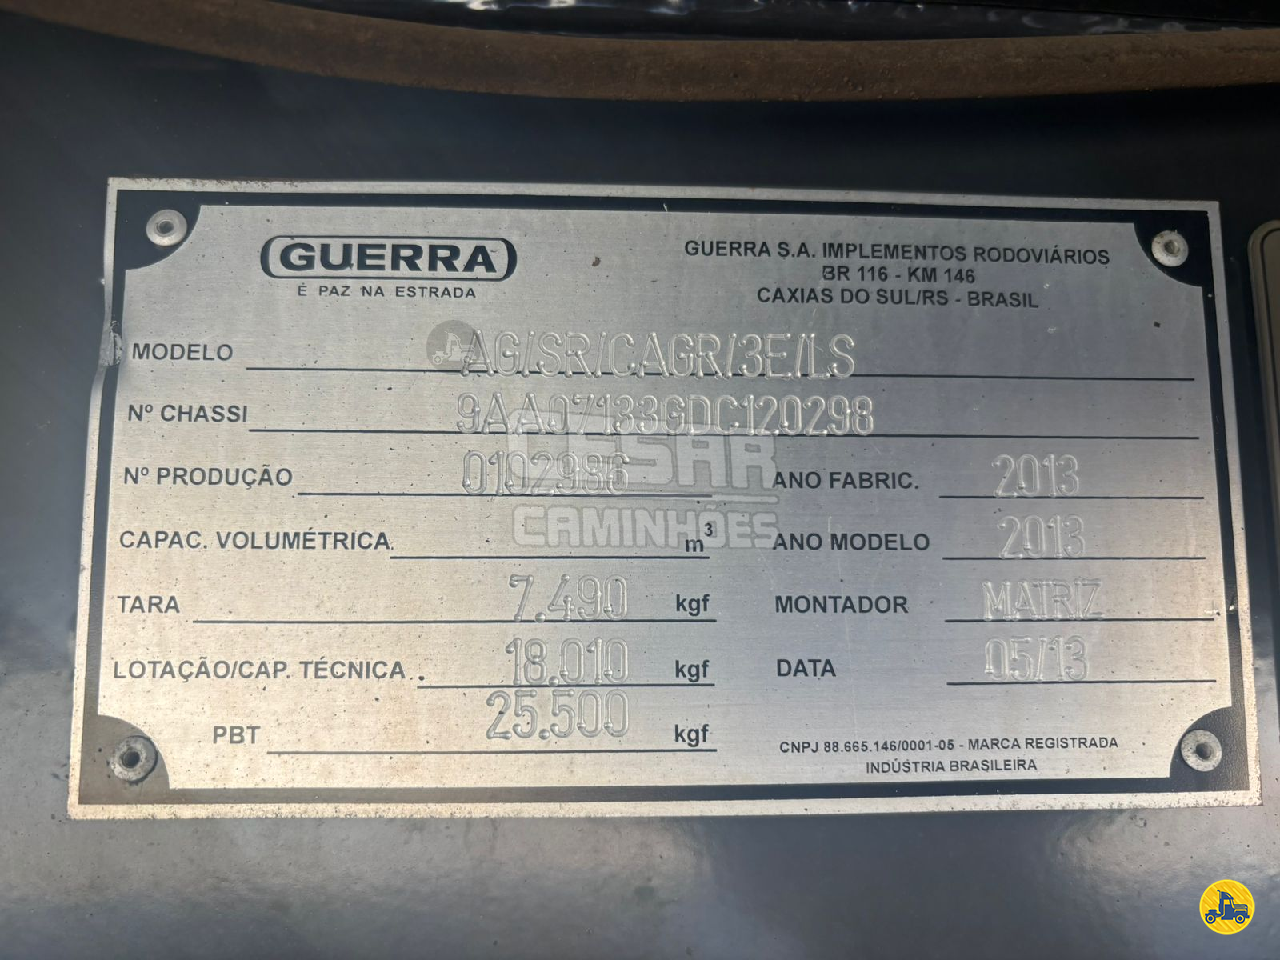 GUERRA
É PAZ NA ESTRADA
GUERRA S.A. IMPLEMENTOS RODOVIÁRIOS
BR 116 - KM 146
CAXIAS DO SUL/RS - BRASIL
MODELO AG/SR/CAGR/3E/LS
Nº CHASSI 9AA07133GDC120298
Nº PRODUÇÃO 0102986 ANO FABRIC. 2013
CAPAC. VOLUMÉTRICA m³ ANO MODELO 2013
TARA 7.490 kgf MONTADOR MATRIZ
LOTAÇÃO/CAP. TÉCNICA 18.010 kgf DATA 05/13
PBT 25.500 kgf
CNPJ 88.665.146/0001-05 - MARCA REGISTRADA
INDÚSTRIA BRASILEIRA
CESAR
CAMINHÕES